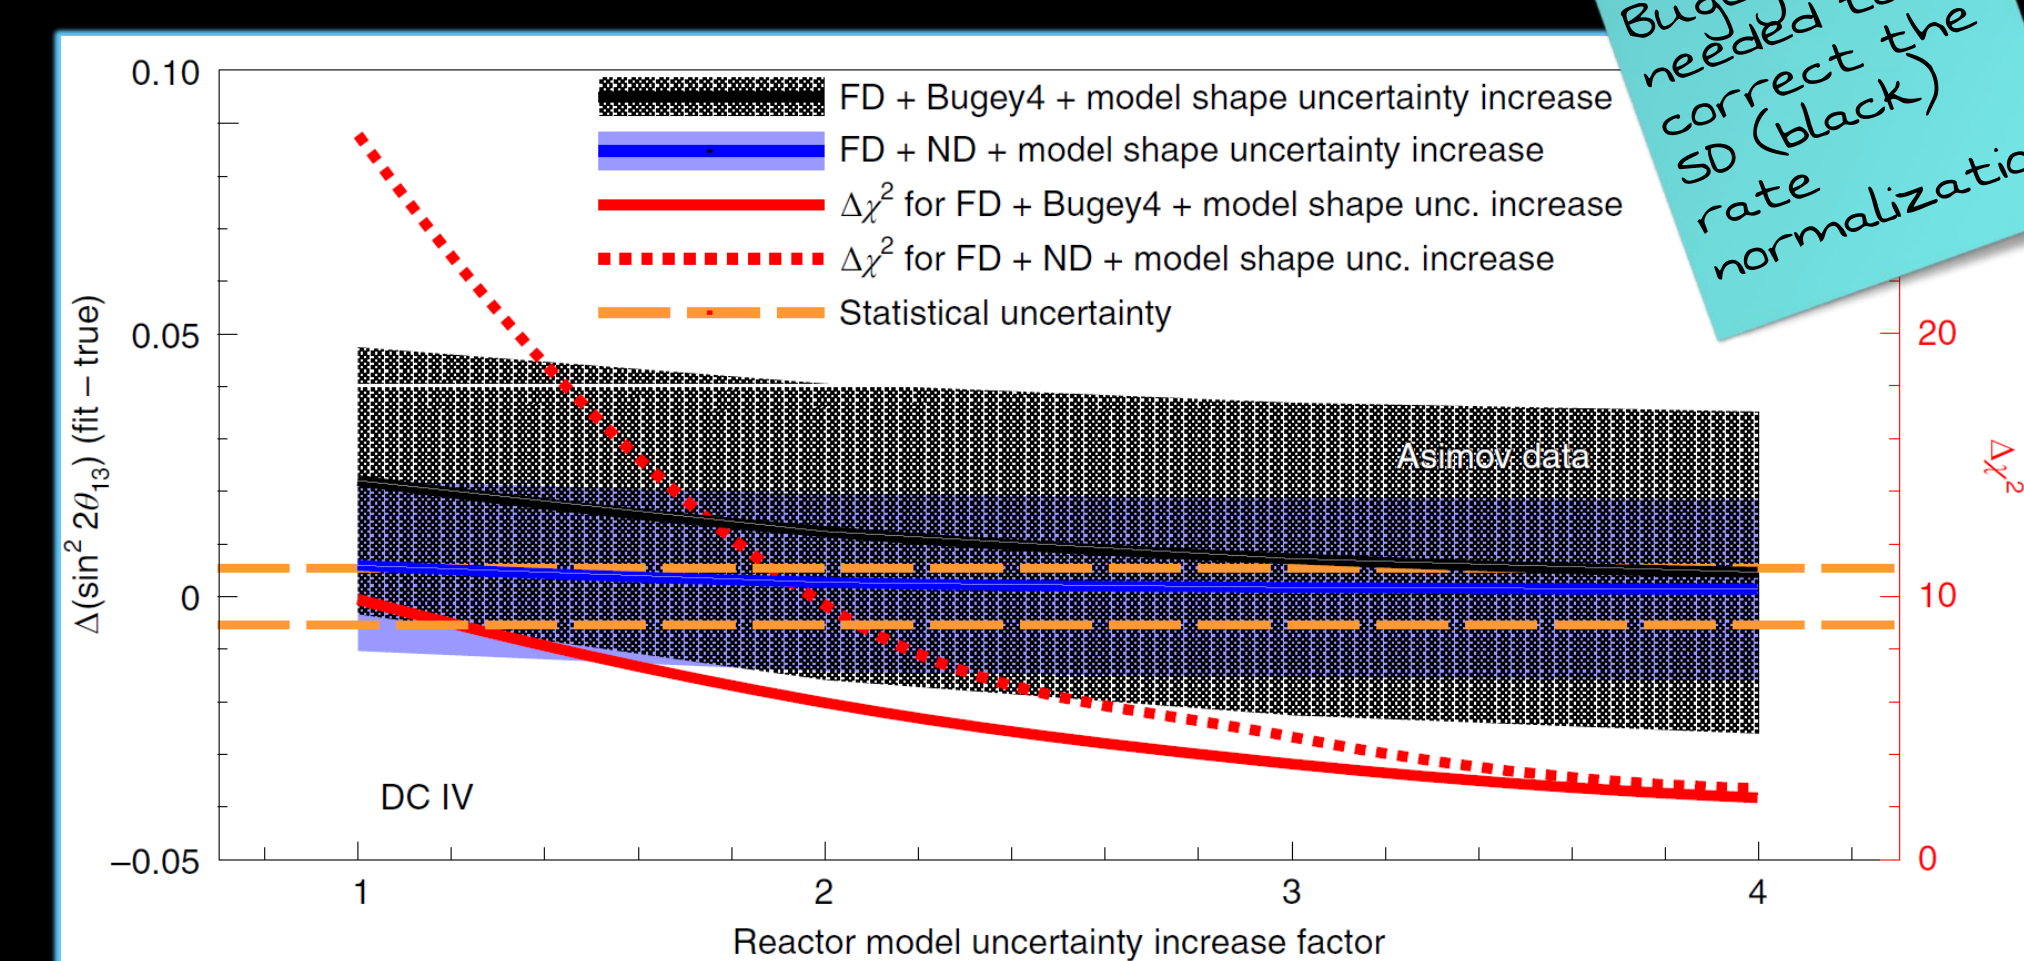 Bugey
needed to
correct the
SD (black)
rate
0.10
0.05
0
−0.05
Δ(sin² 2θ₁₃) (fit − true)
FD + Bugey4 + model shape uncertainty increase
FD + ND + model shape uncertainty increase
Δχ² for FD + Bugey4 + model shape unc. increase
Δχ² for FD + ND + model shape unc. increase
Statistical uncertainty
Asimov data
DC IV
20
10
0
Δχ²
1 2 3 4
Reactor model uncertainty increase factor